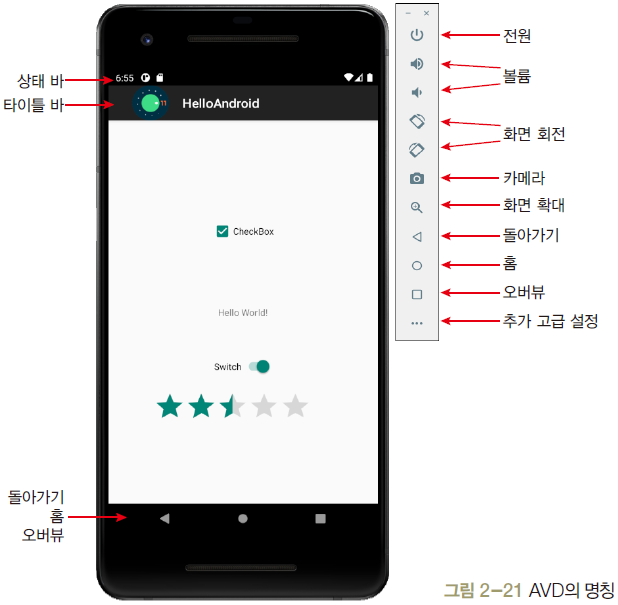 상태 바
타이틀 바
6:55
11
HelloAndroid
CheckBox
Hello World!
Switch
돌아가기
홈
오버뷰
전원
볼륨
화면 회전
카메라
화면 확대
돌아가기
홈
오버뷰
추가 고급 설정
그림 2-21 AVD의 명칭